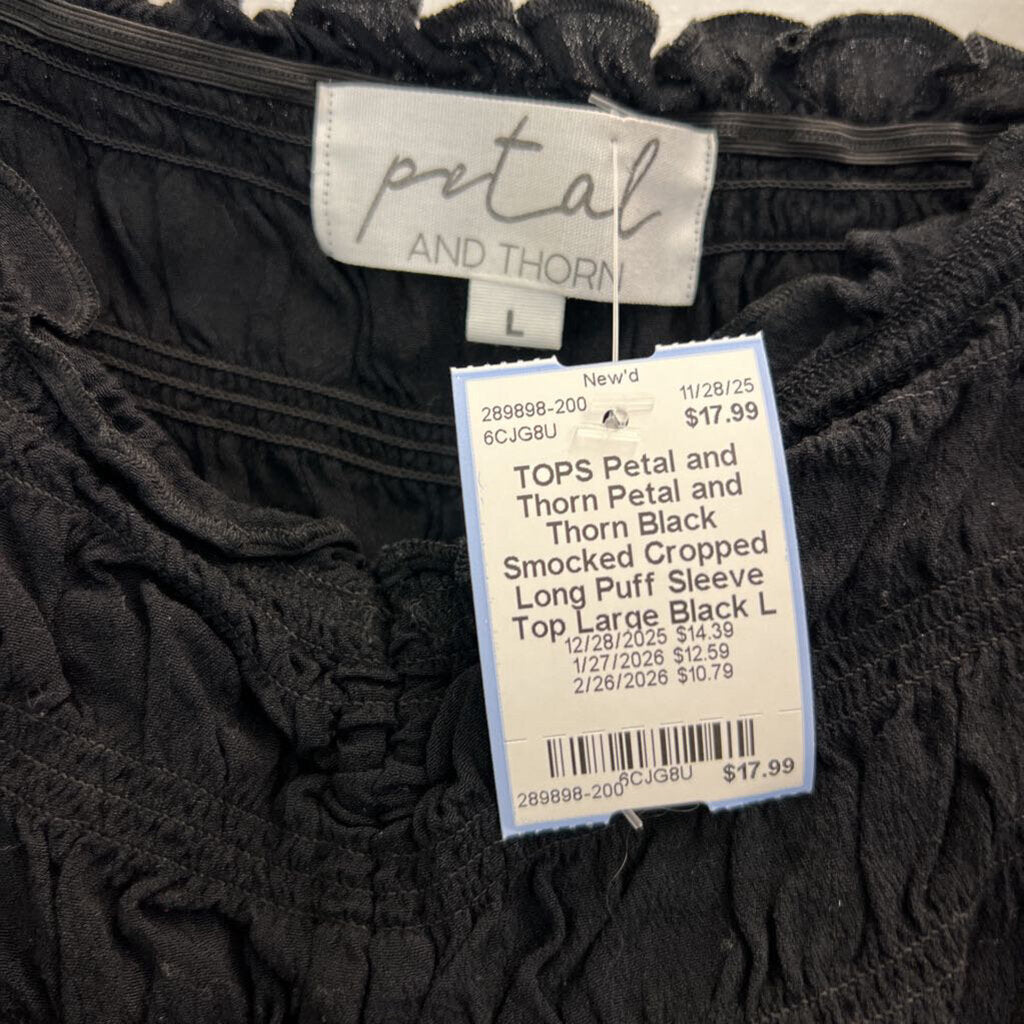 petal
AND THORN
L
New'd
289898-200 11/28/25
6CJG8U $17.99
TOPS Petal and
Thorn Petal and
Thorn Black
Smocked Cropped
Long Puff Sleeve
Top Large Black L
12/28/2025 $14.39
1/27/2026 $12.59
2/26/2026 $10.79
289898-200 6CJG8U $17.99